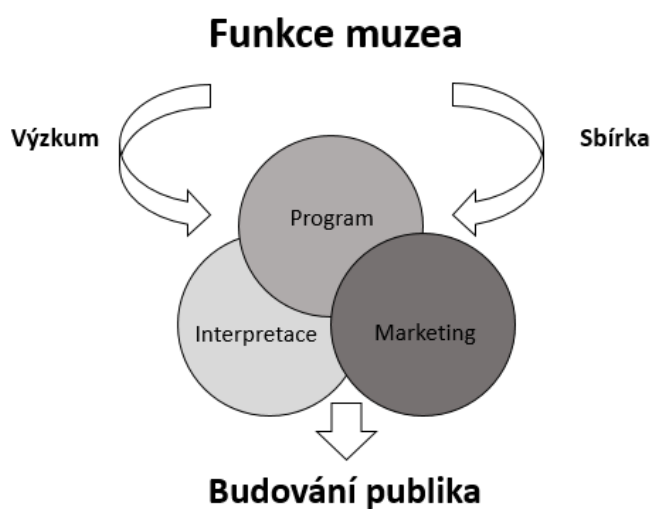 Funkce muzea
Výzkum
Sbírka
Program
Interpretace
Marketing
Budování publika